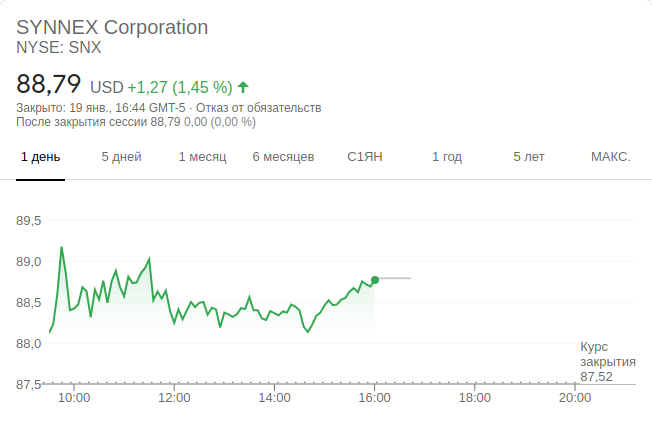 SYNNEX Corporation
NYSE: SNX
88,79 USD +1,27 (1,45 %)
Закрыто: 19 янв., 16:44 GMT-5 · Отказ от обязательств
После закрытия сессии 88,79 0,00 (0,00 %)
1 день 5 дней 1 месяц 6 месяцев С1ЯН 1 год 5 лет МАКС.
89,5
89,0
88,5
88,0
Курс
закрытия
87,52
87,5
10:00 12:00 14:00 16:00 18:00 20:00